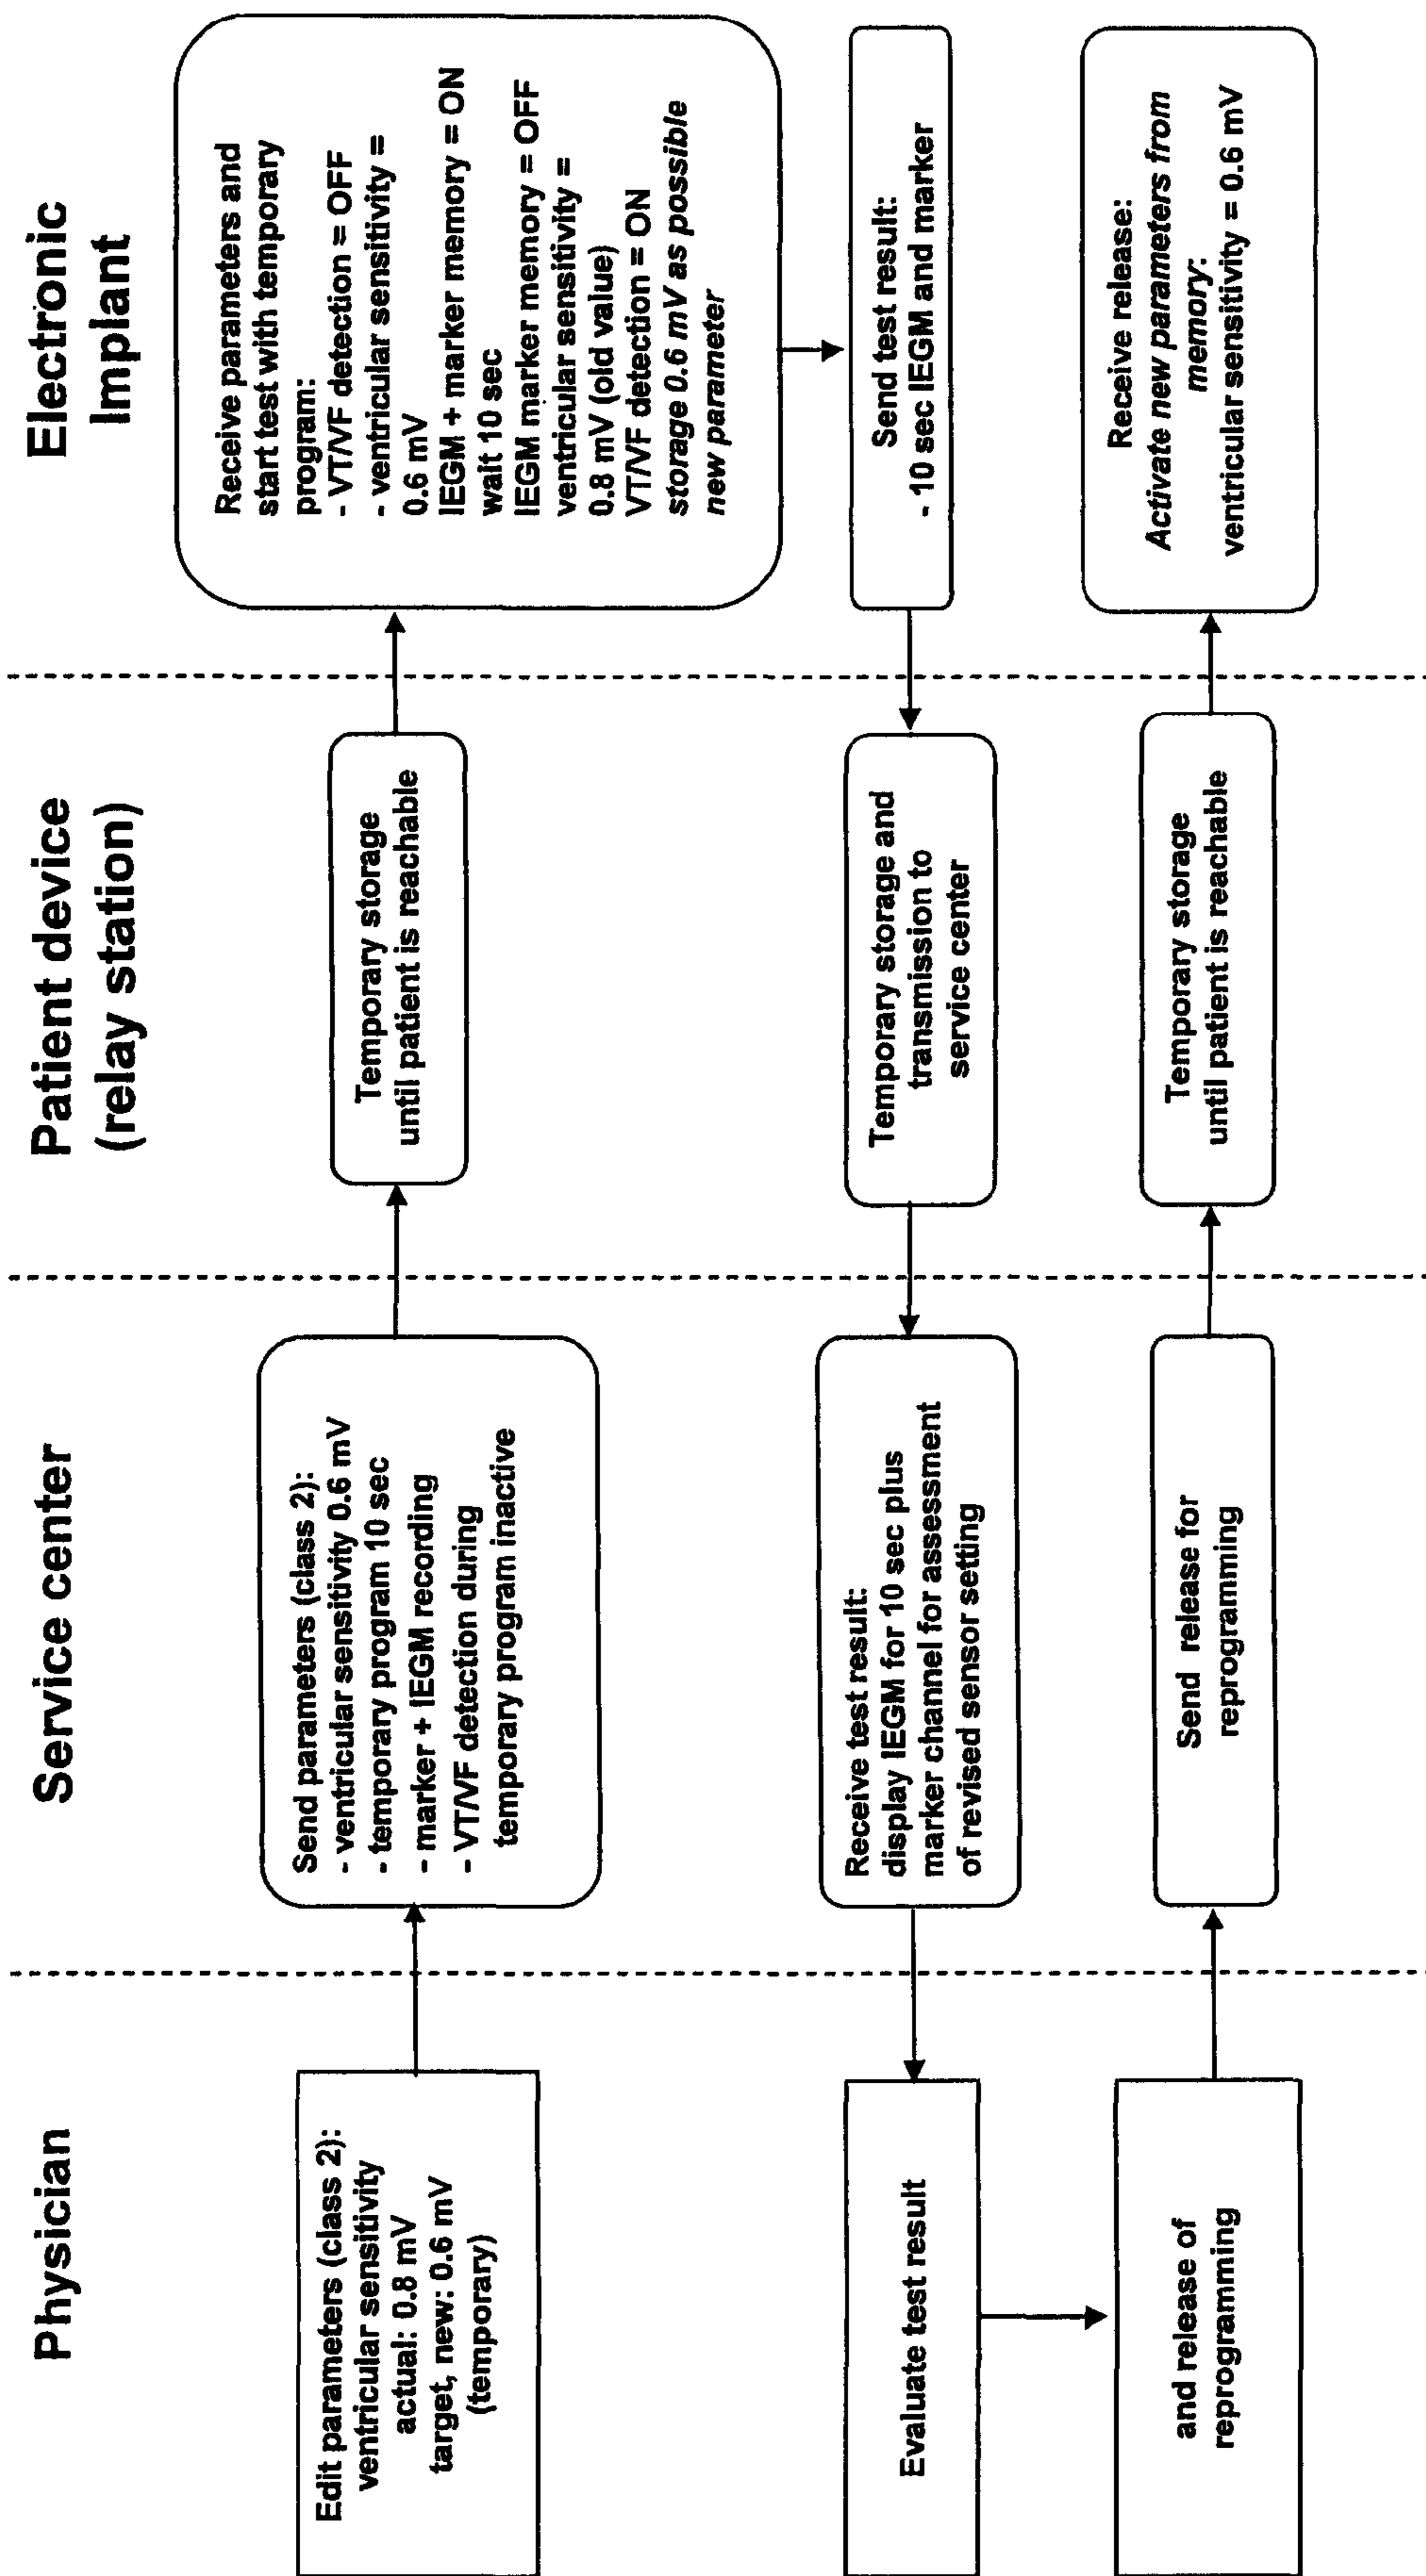 Physician
Service center
Patient device
(relay station)
Electronic
Implant
Edit parameters (class 2):
ventricular sensitivity
actual: 0.8 mV
target, new: 0.6 mV
(temporary)
Send parameters (class 2):
- ventricular sensitivity 0.6 mV
- temporary program 10 sec
- marker + IEGM recording
- VT/VF detection during
temporary program inactive
Temporary storage
until patient is reachable
Receive parameters and
start test with temporary
program:
- VT/VF detection = OFF
- ventricular sensitivity =
0.6 mV
IEGM + marker memory = ON
wait 10 sec
IEGM marker memory = OFF
ventricular sensitivity =
0.8 mV (old value)
VT/VF detection = ON
storage 0.6 mV as possible
new parameter
Send test result:
- 10 sec IEGM and marker
Temporary storage and
transmission to
service center
Receive test result:
display IEGM for 10 sec plus
marker channel for assessment
of revised sensor setting
Evaluate test result
and release of
reprogramming
Send release for
reprogramming
Temporary storage
until patient is reachable
Receive release:
Activate new parameters from
memory:
ventricular sensitivity = 0.6 mV